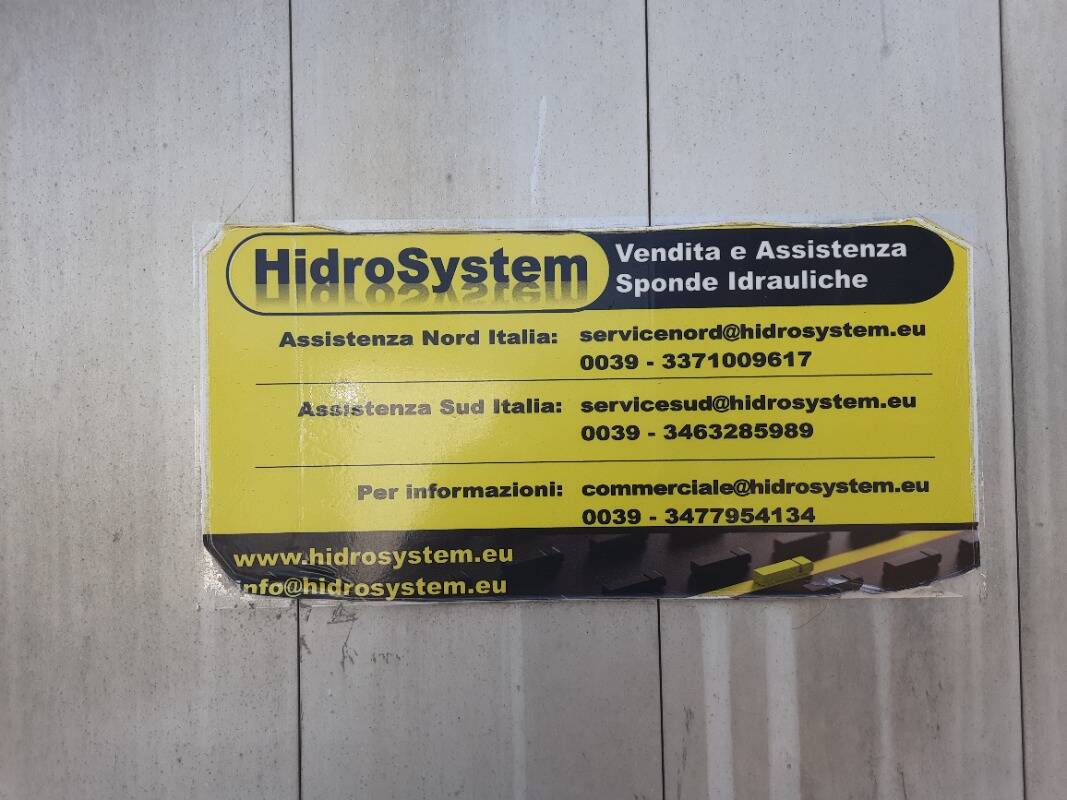 HidroSystem
Vendita e Assistenza
Sponde Idrauliche
Assistenza Nord Italia: servicenord@hidrosystem.eu
0039 - 3371009617
Assistenza Sud Italia: servicesud@hidrosystem.eu
0039 - 3463285989
Per informazioni: commerciale@hidrosystem.eu
0039 - 3477954134
www.hidrosystem.eu
info@hidrosystem.eu